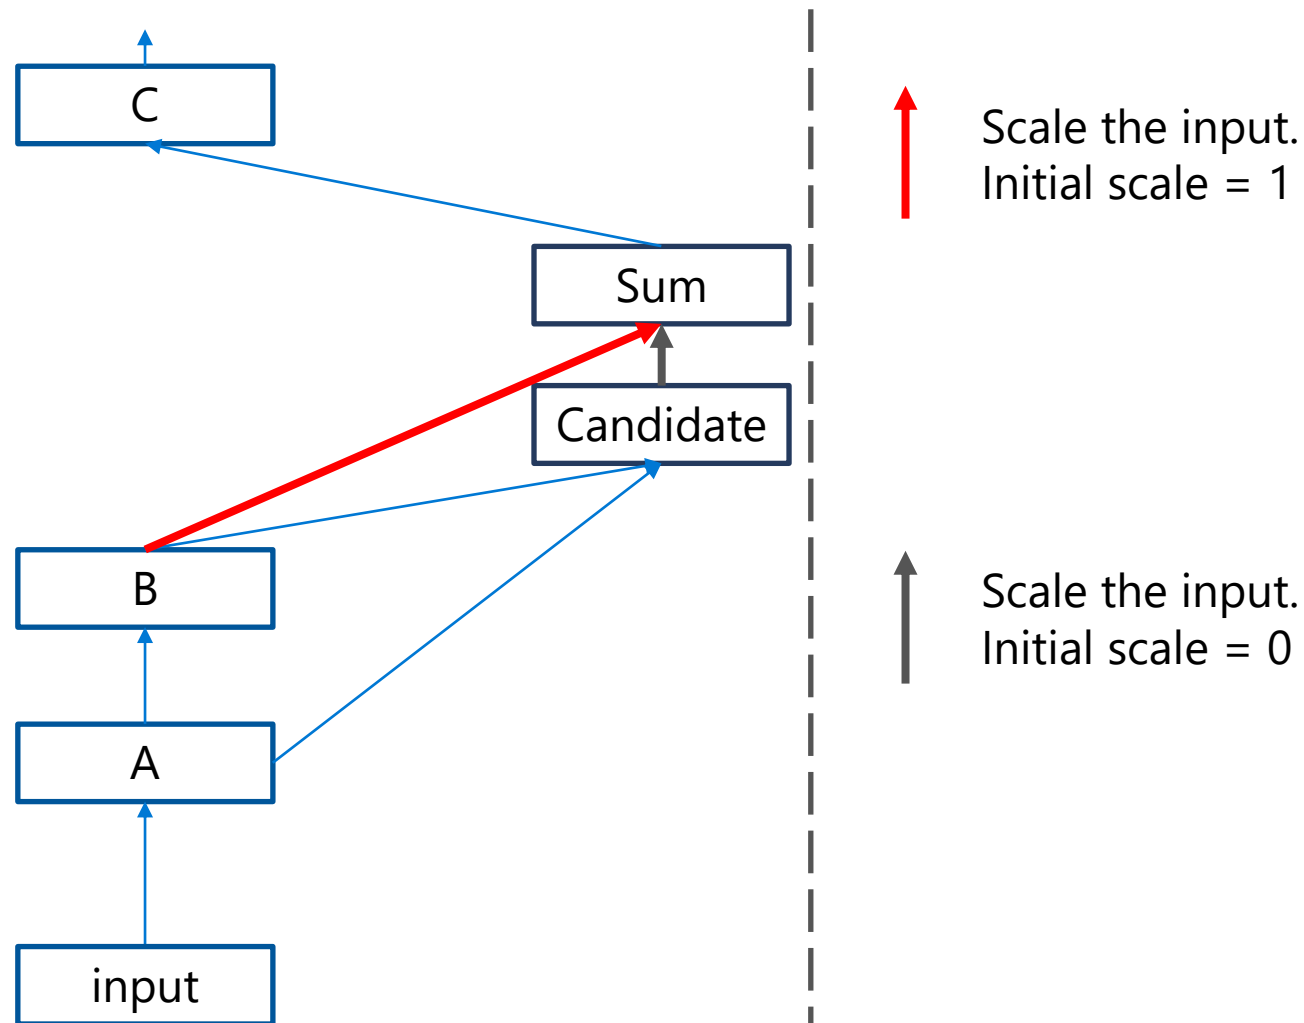 C
Sum
Candidate
B
A
input
Scale the input.
Initial scale = 1
Scale the input.
Initial scale = 0